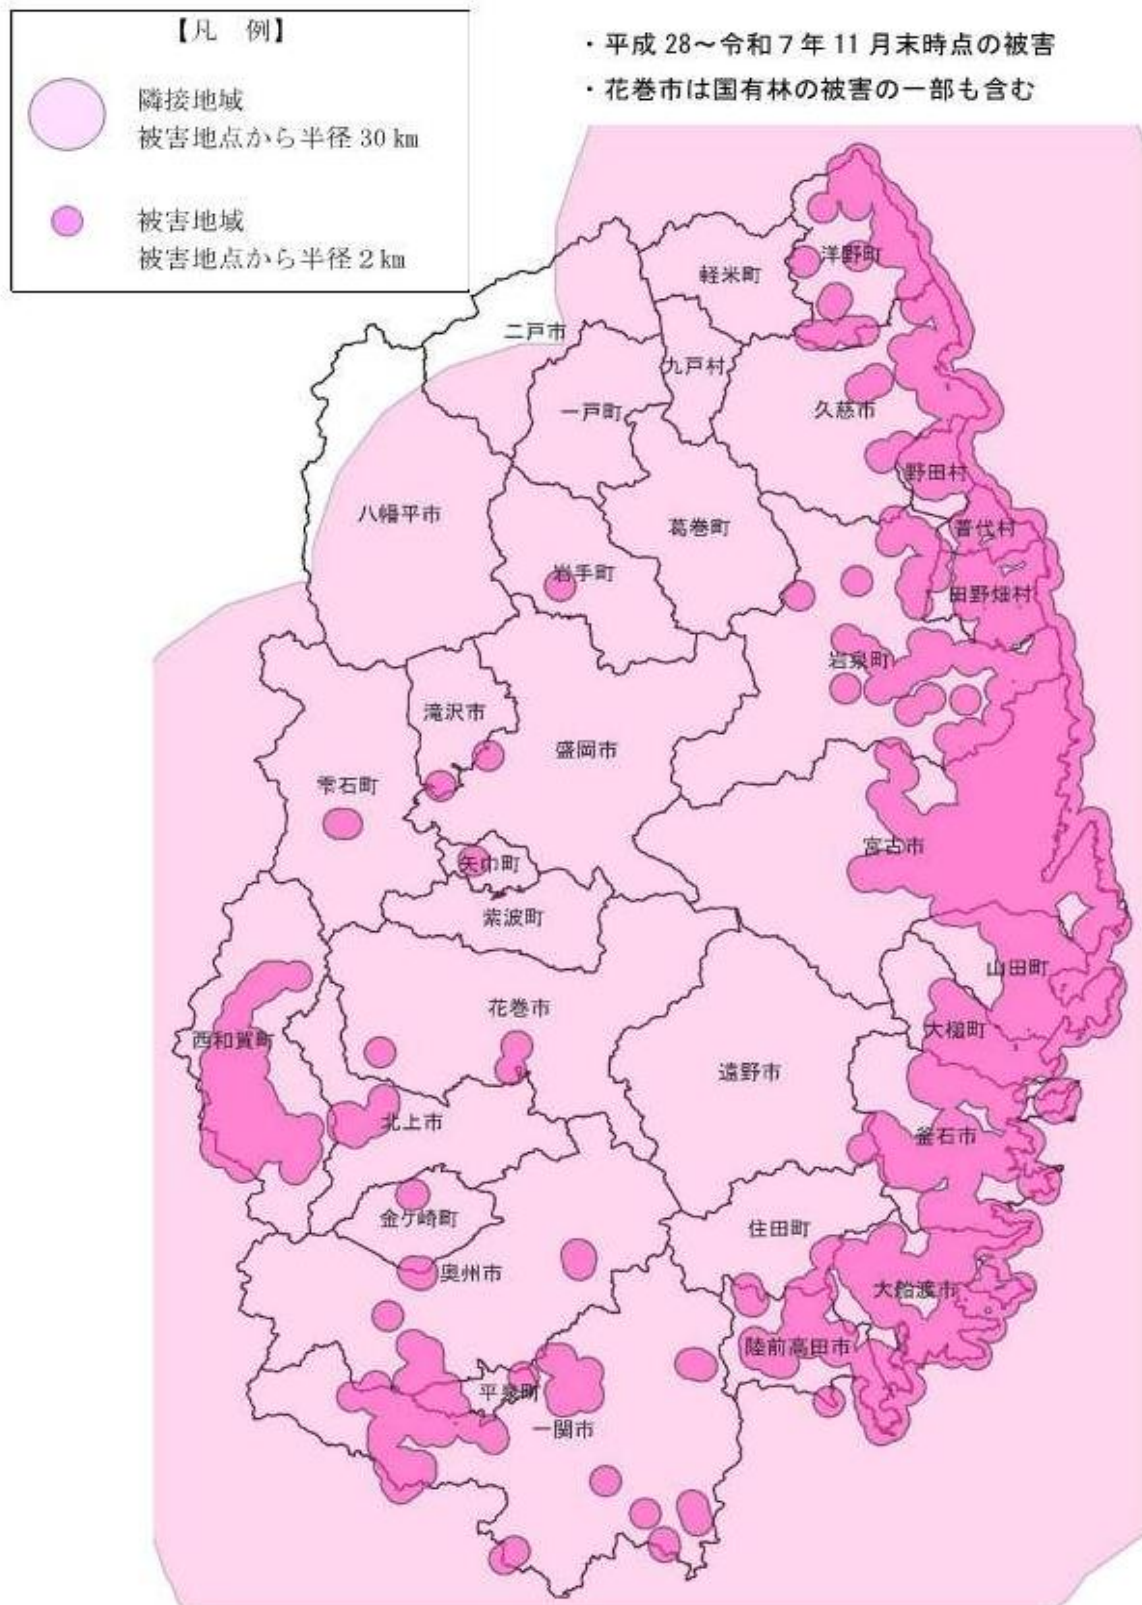 【凡　例】
隣接地域
被害地点から半径 30 ㎞
被害地域
被害地点から半径２㎞
・平成 28～令和７年 11 月末時点の被害
・花巻市は国有林の被害の一部も含む
洋野町
軽米町
二戸市
九戸村
一戸町
久慈市
野田村
八幡平市
葛巻町
普代村
岩手町
田野畑村
岩泉町
滝沢市
盛岡市
雫石町
宮古市
矢巾町
紫波町
山田町
花巻市
大槌町
西和賀町
遠野市
北上市
釜石市
金ケ崎町
住田町
奥州市
大船渡市
陸前高田市
平泉町
一関市